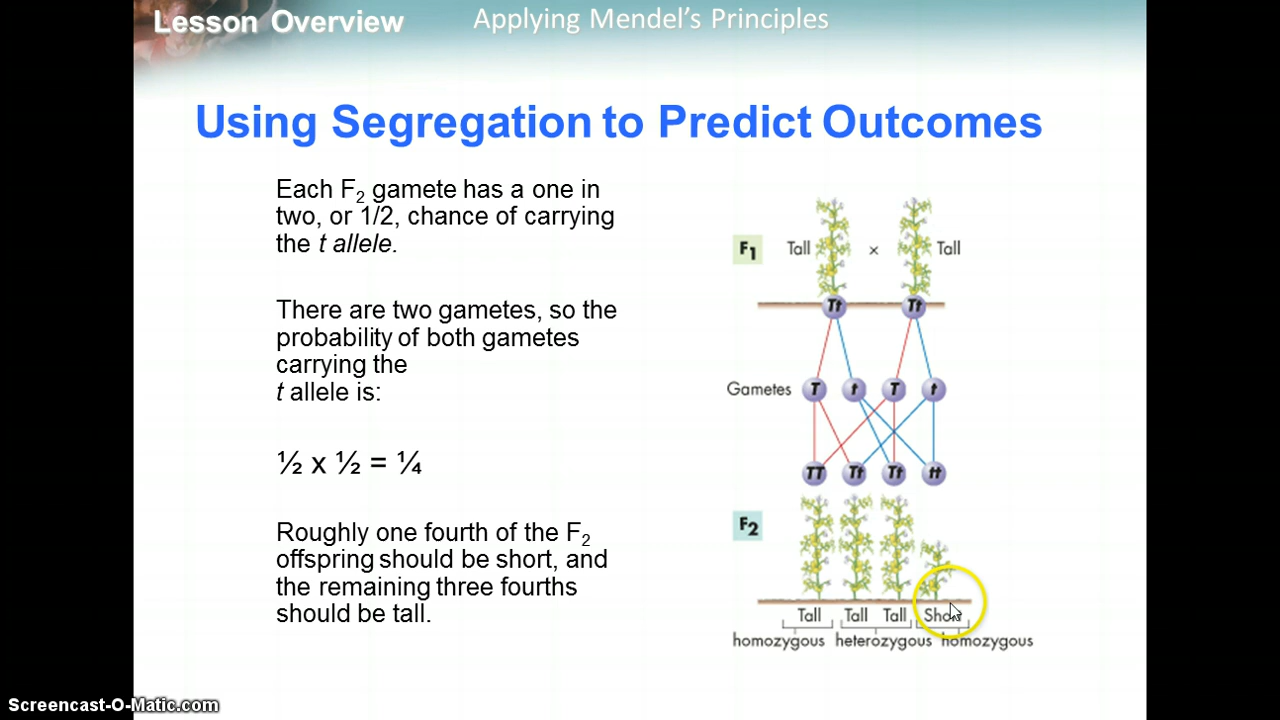 Lesson Overview Applying Mendel's Principles
Using Segregation to Predict Outcomes
Each F₂ gamete has a one in
two, or 1/2, chance of carrying
the t allele.
There are two gametes, so the
probability of both gametes
carrying the
t allele is:
½ x ½ = ¼
Roughly one fourth of the F₂
offspring should be short, and
the remaining three fourths
should be tall.
F₁ Tall x Tall
Tt Tt
Gametes T t T t
TT Tt Tt tt
F₂
Tall Tall Tall
homozygous heterozygous homozygous
Screencast-O-Matic.com